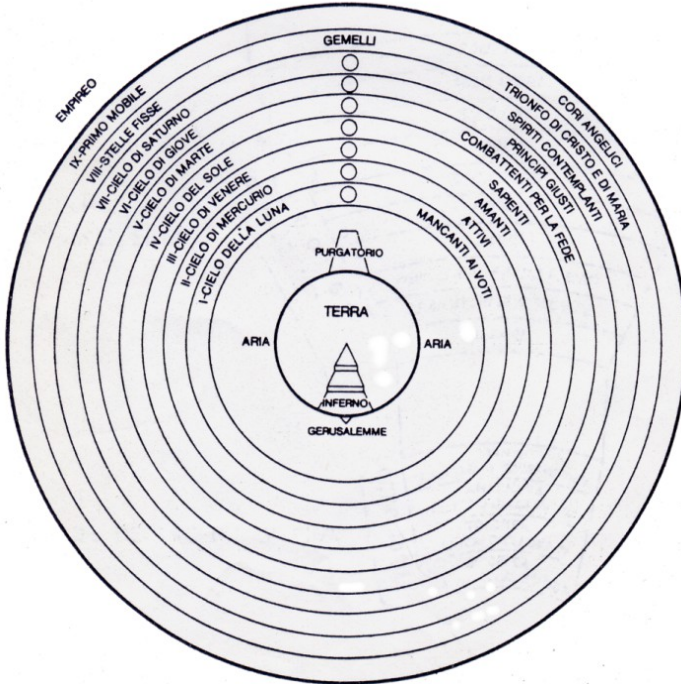 EMPIREO
IX-PRIMO MOBILE
VIII-STELLE FISSE
VII-CIELO DI SATURNO
VI-CIELO DI GIOVE
V-CIELO DI MARTE
IV-CIELO DEL SOLE
III-CIELO DI VENERE
II-CIELO DI MERCURIO
I-CIELO DELLA LUNA
GEMELLI
CORI ANGELICI
TRIONFO DI CRISTO E DI MARIA
SPIRITI CONTEMPLANTI
PRINCIPI GIUSTI
COMBATTENTI PER LA FEDE
SAPIENTI
AMANTI
ATTIVI
MANCANTI AI VOTI
PURGATORIO
TERRA
ARIA
ARIA
INFERNO
GERUSALEMME